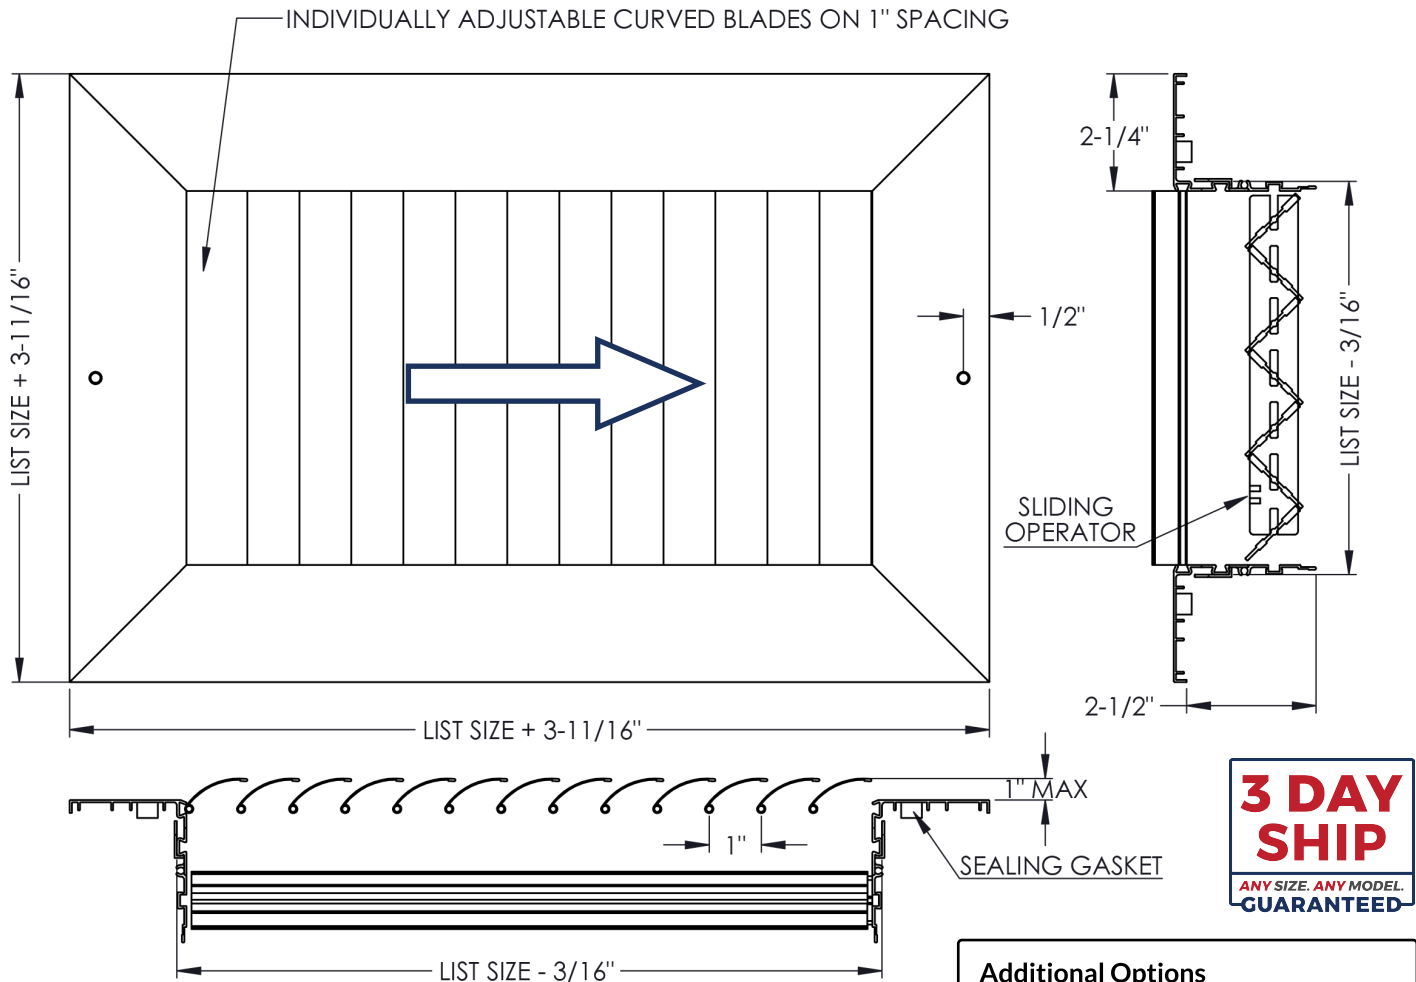 INDIVIDUALLY ADJUSTABLE CURVED BLADES ON 1" SPACING
2-1/4"
LIST SIZE + 3-11/16"
1/2"
LIST SIZE - 3/16"
SLIDING
OPERATOR
2-1/2"
LIST SIZE + 3-11/16"
1" MAX
1"
SEALING GASKET
LIST SIZE - 3/16"
3 DAY
SHIP
ANY SIZE. ANY MODEL.
GUARANTEED
Additional Options